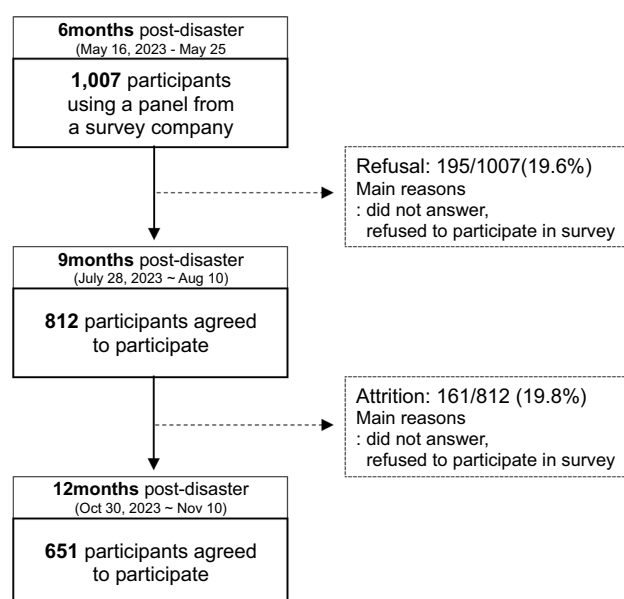 6months post-disaster
(May 16, 2023 - May 25
1,007 participants
using a panel from
a survey company
Refusal: 195/1007(19.6%)
Main reasons
: did not answer,
refused to participate in survey
9months post-disaster
(July 28, 2023 ~ Aug 10)
812 participants agreed
to participate
Attrition: 161/812 (19.8%)
Main reasons
: did not answer,
refused to participate in survey
12months post-disaster
(Oct 30, 2023 ~ Nov 10)
651 participants agreed
to participate